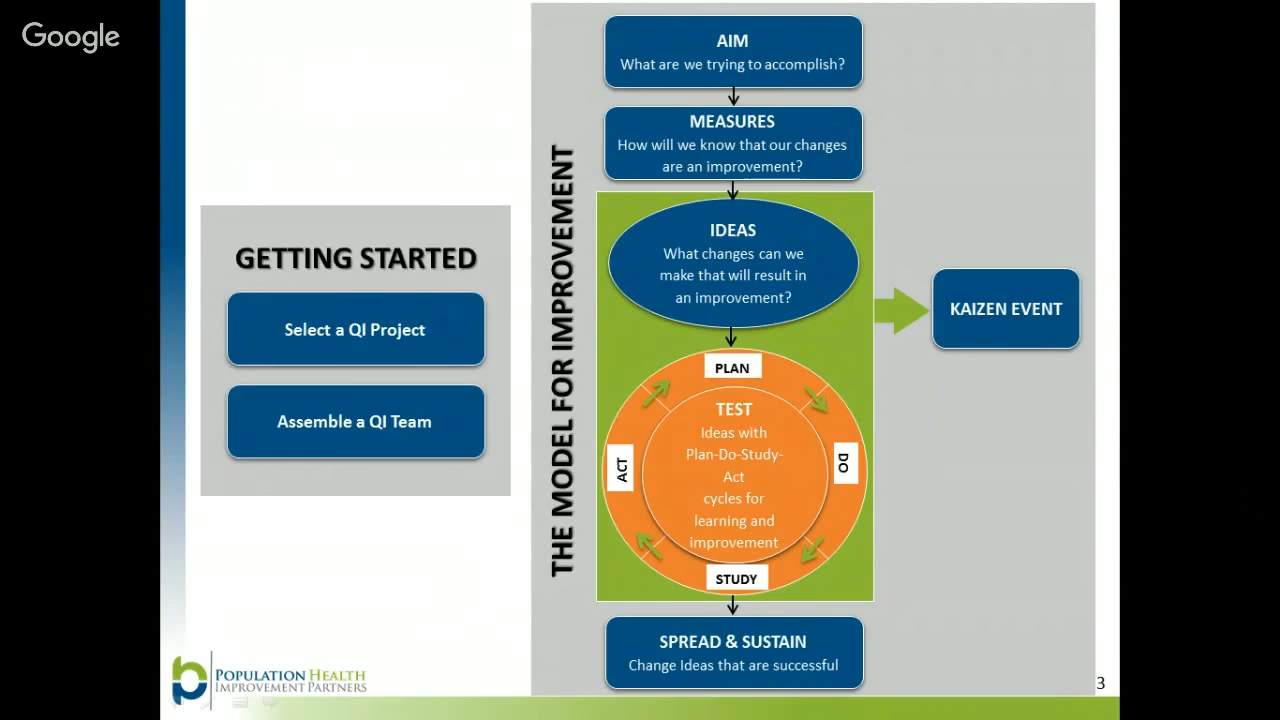 Google
GETTING STARTED
Select a QI Project
Assemble a QI Team
THE MODEL FOR IMPROVEMENT
AIM
What are we trying to accomplish?
MEASURES
How will we know that our changes
are an improvement?
IDEAS
What changes can we
make that will result in
an improvement?
KAIZEN EVENT
PLAN
DO
STUDY
ACT
TEST
Ideas with
Plan-Do-Study-
Act
cycles for
learning and
improvement
SPREAD & SUSTAIN
Change Ideas that are successful
POPULATION HEALTH
IMPROVEMENT PARTNERS
3